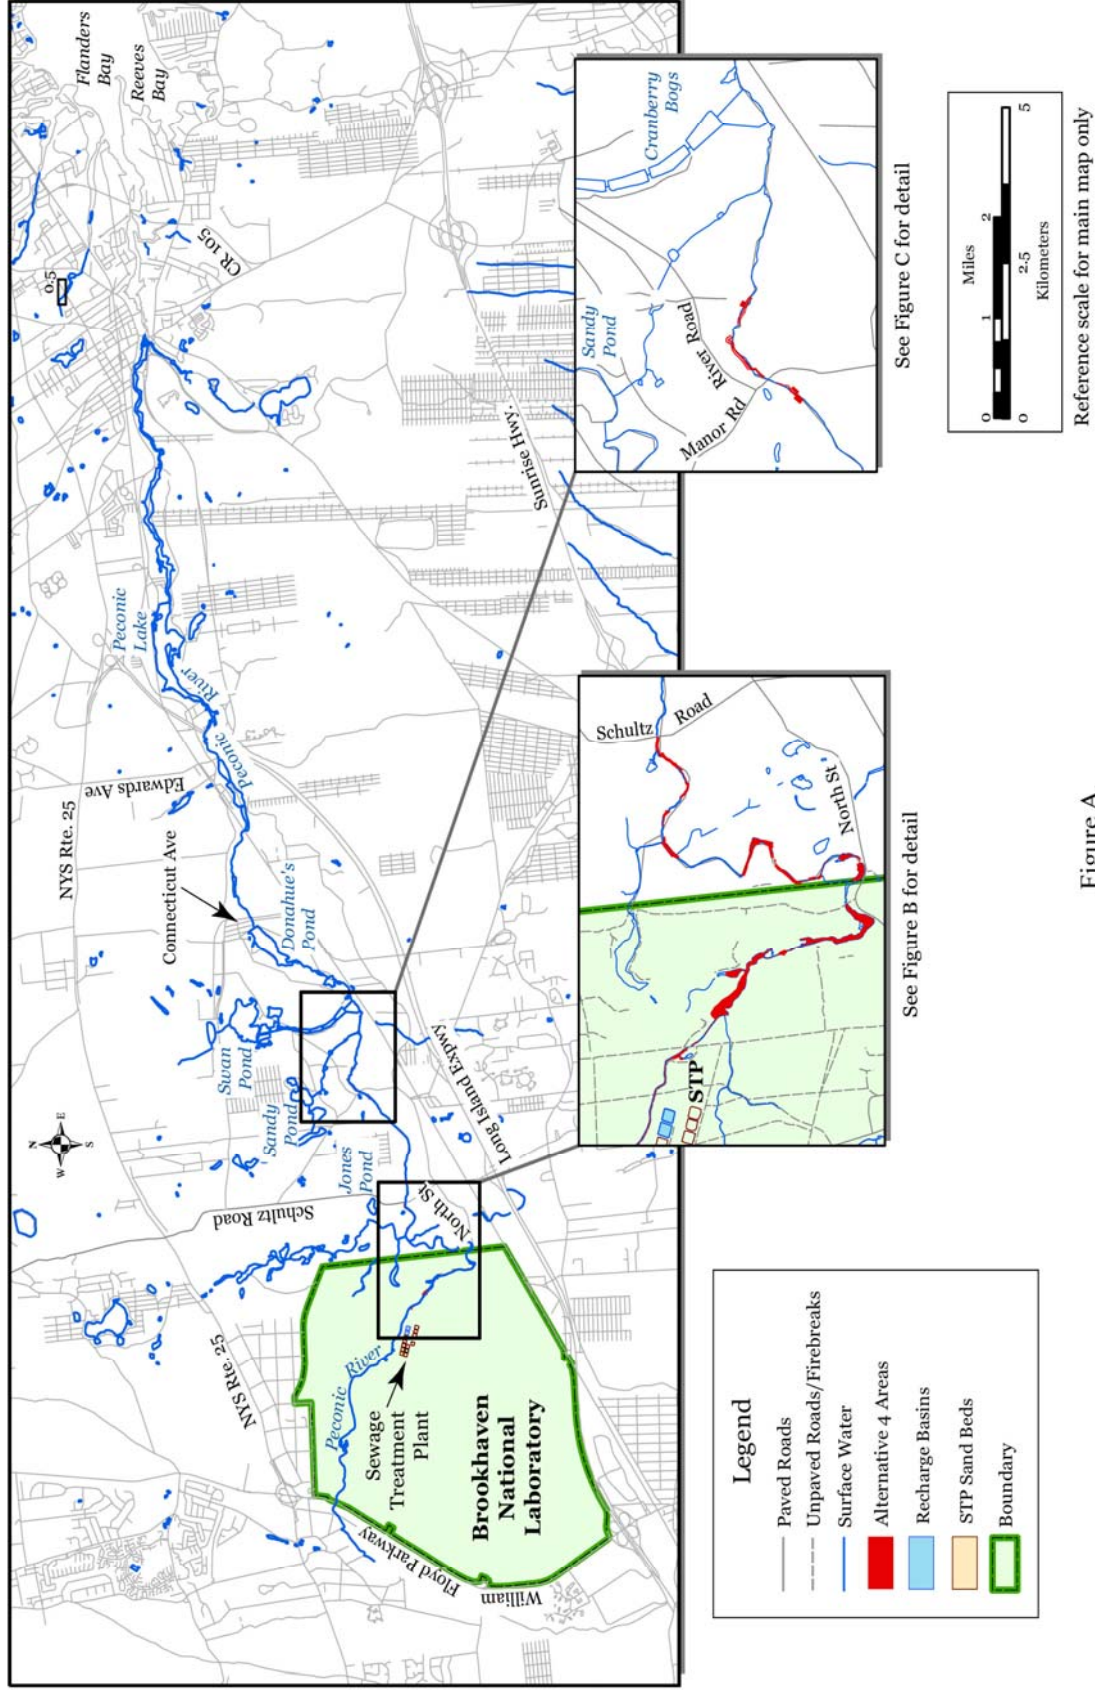 Flanders
Bay
Reeves
Bay
0.5
CR 105
NYS Rte. 25
Peconic
Lake
River
Peconic
Edwards Ave
Connecticut Ave
Donahue's
Pond
Sunrise Hwy.
N
W
E
S
Swan
Pond
Sandy
Pond
Jones
Pond
Schultz Road
North St
Long Island Expwy
NYS Rte. 25
Peconic
River
Sewage
Treatment
Plant
Brookhaven
National
Laboratory
William
Floyd Parkway
Legend
Paved Roads
Unpaved Roads/Firebreaks
Surface Water
Alternative 4 Areas
Recharge Basins
STP Sand Beds
Boundary
STP
Schultz
Road
North St
See Figure B for detail
Sandy
Pond
Cranberry
Bogs
River Road
Manor Rd
See Figure C for detail
0
1
2
Miles
0
2.5
5
Kilometers
Reference scale for main map only
Figure A